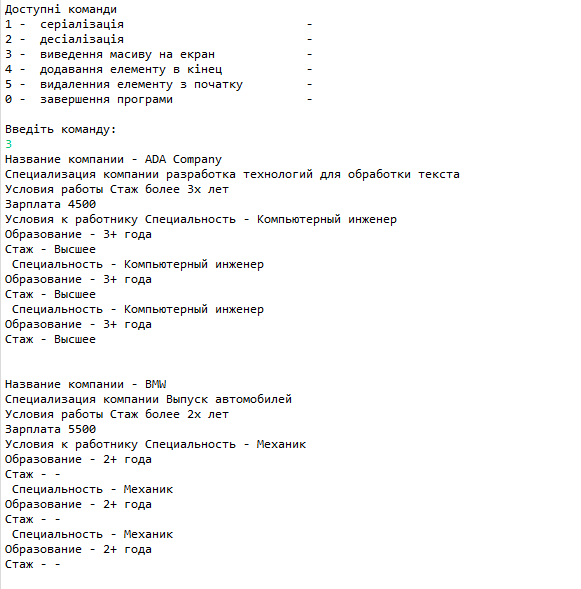 Доступні команди
1 - серіалізація -
2 - десіалізація -
3 - виведення масиву на екран -
4 - додавання елементу в кінец -
5 - видаленния елементу з початку -
0 - завершення програми -
Введіть команду:
3
Название компании - ADA Company
Специализация компании разработка технологий для обработки текста
Условия работы Стаж более 3х лет
Зарплата 4500
Условия к работнику Специальность - Компьютерный инженер
Образование - 3+ года
Стаж - Высшее
Специальность - Компьютерный инженер
Образование - 3+ года
Стаж - Высшее
Специальность - Компьютерный инженер
Образование - 3+ года
Стаж - Высшее
Название компании - BMW
Специализация компании Выпуск автомобилей
Условия работы Стаж более 2х лет
Зарплата 5500
Условия к работнику Специальность - Механик
Образование - 2+ года
Стаж - -
Специальность - Механик
Образование - 2+ года
Стаж - -
Специальность - Механик
Образование - 2+ года
Стаж - -